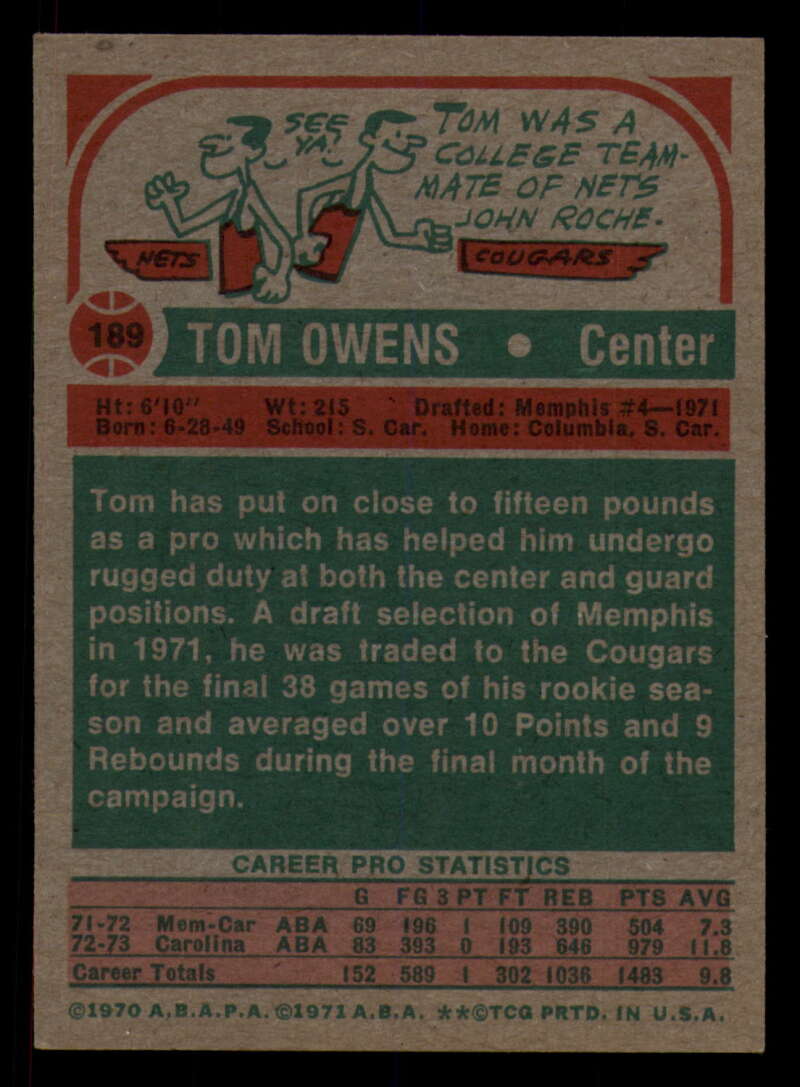 SEE
YA!
TOM WAS A
COLLEGE TEAM-
MATE OF NETS
JOHN ROCHE.
NETS
COUGARS
189 TOM OWENS • Center
Ht: 6'10" Wt: 215 Drafted: Memphis #4—1971
Born: 6-28-49 School: S. Car. Home: Columbia, S. Car.
Tom has put on close to fifteen pounds
as a pro which has helped him undergo
rugged duty at both the center and guard
positions. A draft selection of Memphis
in 1971, he was traded to the Cougars
for the final 38 games of his rookie sea-
son and averaged over 10 Points and 9
Rebounds during the final month of the
campaign.
CAREER PRO STATISTICS
G FG 3 PT FT REB PTS AVG
71-72 Mem-Car ABA 69 196 1 109 390 504 7.3
72-73 Carolina ABA 83 393 0 193 646 979 11.8
Career Totals 152 589 1 302 1036 1483 9.8
©1970 A.B.A.P.A. ©1971 A.B.A. **©TCG PRTD. IN U.S.A.